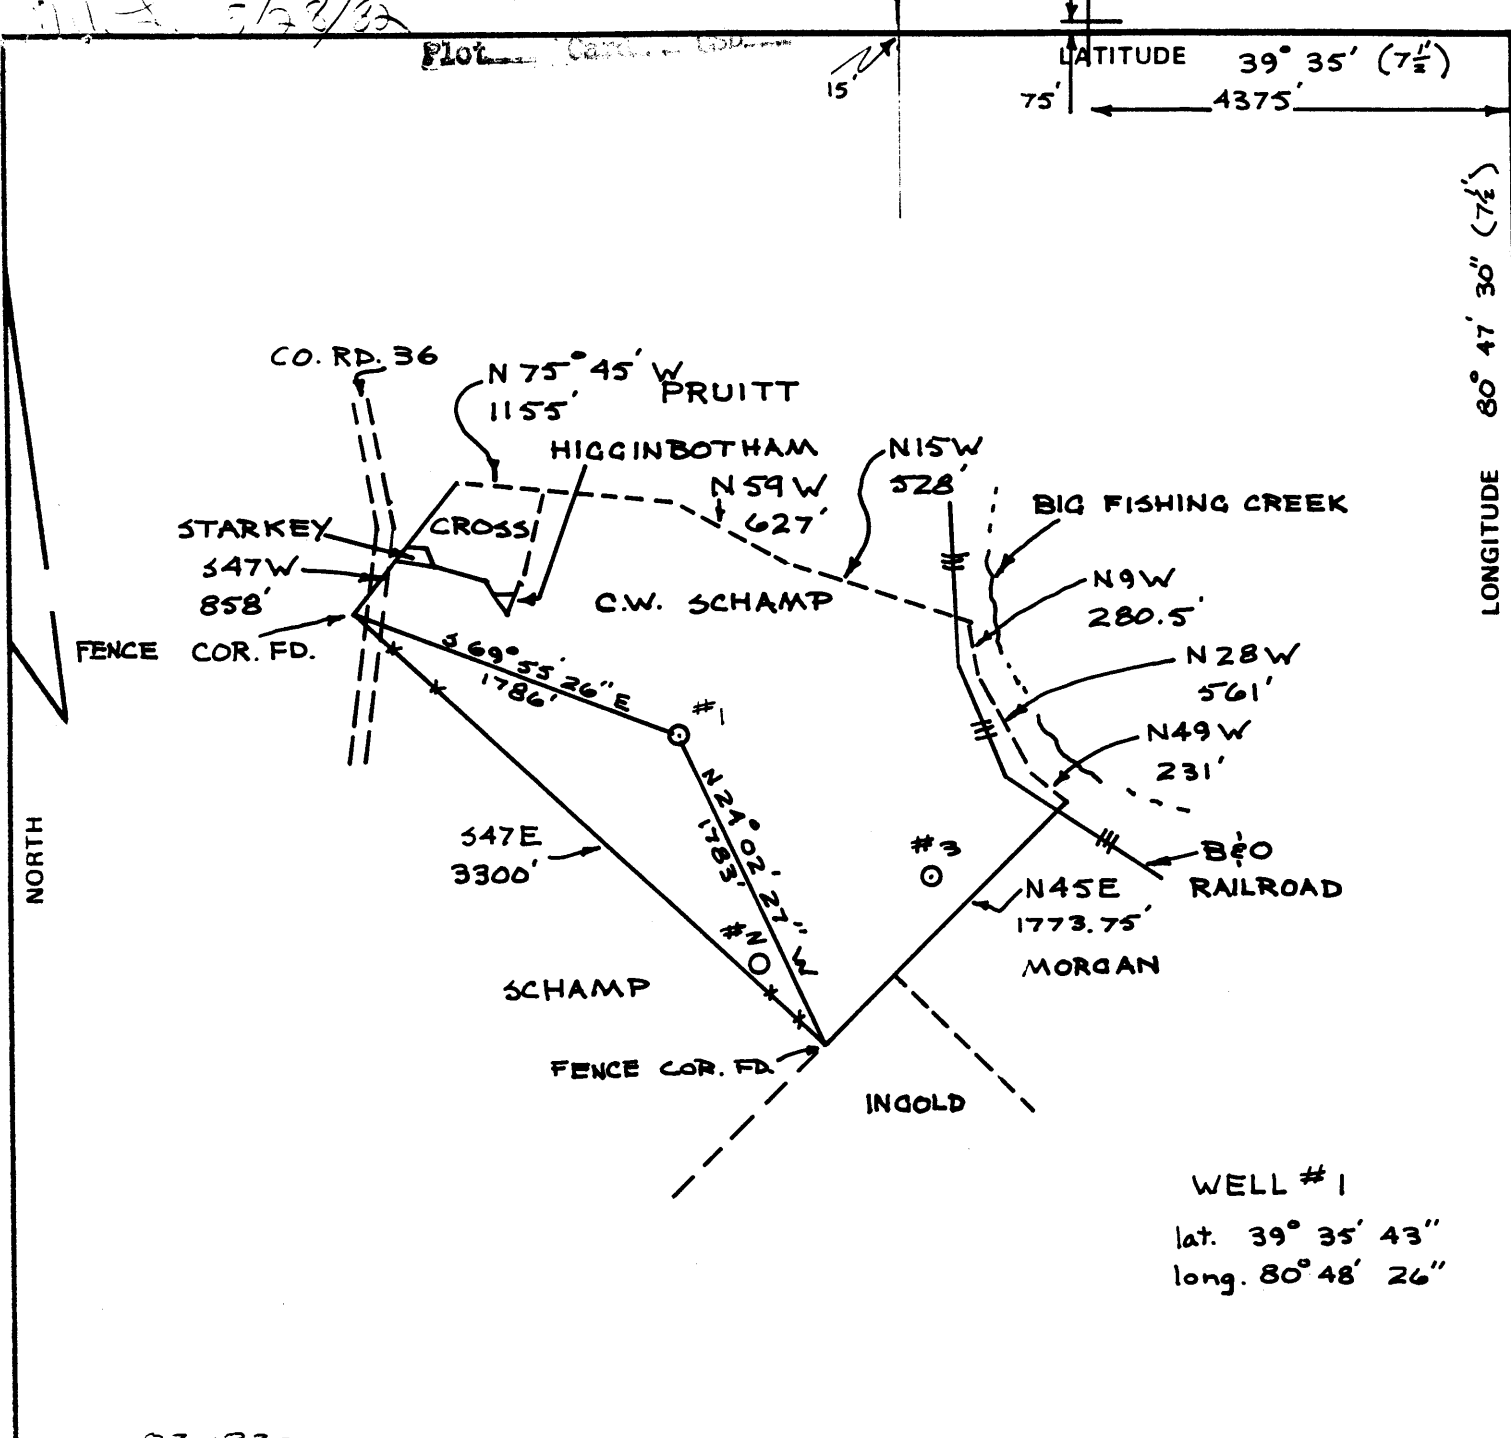 5/28/82
Plot
LATITUDE 39° 35' (7½')
15'
75'
4375'
LONGITUDE 80° 47' 30" (7½')
CO. RD. 36
N 75° 45' W
1155'
PRUITT
HIGGINBOTHAM
N 59 W
627'
N15W
528'
BIG FISHING CREEK
STARKEY
CROSS
S47W
858'
C.W. SCHAMP
N9W
280.5'
FENCE COR. FD.
S 69° 55' 26" E
1786'
N 28 W
561'
#1
N49W
231'
NORTH
S47E
3300'
N 24° 02' 27" W
1783'
#3
B&O
RAILROAD
N45E
1773.75'
#2
MORGAN
SCHAMP
FENCE COR. FD.
INGOLD
WELL #1
lat. 39° 35' 43"
long. 80° 48' 26"